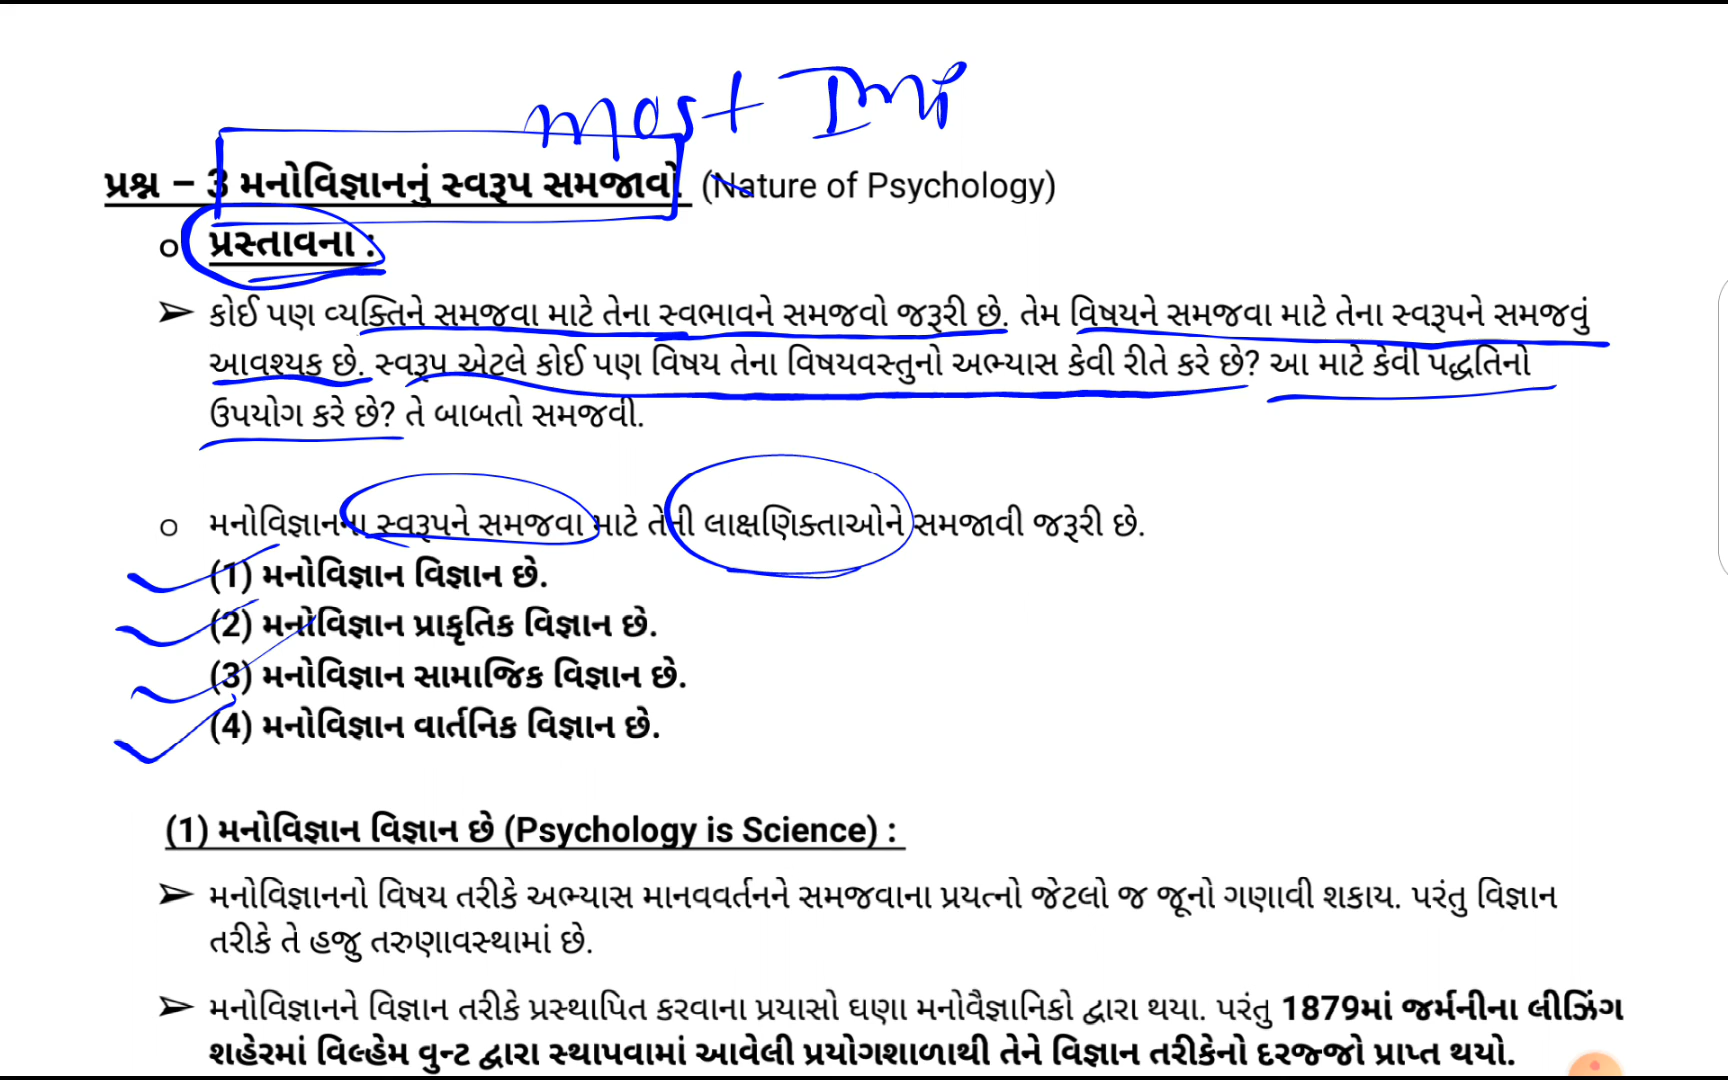 most Imp
પ્રશ્ન – 3 મનોવિજ્ઞાનનું સ્વરૂપ સમજાવો. (Nature of Psychology)
○ પ્રસ્તાવના :
➢ કોઈ પણ વ્યક્તિને સમજવા માટે તેના સ્વભાવને સમજવો જરૂરી છે. તેમ વિષયને સમજવા માટે તેના સ્વરૂપને સમજવું
આવશ્યક છે. સ્વરૂપ એટલે કોઈ પણ વિષય તેના વિષયવસ્તુનો અભ્યાસ કેવી રીતે કરે છે? આ માટે કેવી પદ્ધતિનો
ઉપયોગ કરે છે? તે બાબતો સમજવી.
○ મનોવિજ્ઞાનના સ્વરૂપને સમજવા માટે તેની લાક્ષણિક્તાઓને સમજાવી જરૂરી છે.
(1) મનોવિજ્ઞાન વિજ્ઞાન છે.
(2) મનોવિજ્ઞાન પ્રાકૃતિક વિજ્ઞાન છે.
(3) મનોવિજ્ઞાન સામાજિક વિજ્ઞાન છે.
(4) મનોવિજ્ઞાન વાર્તનિક વિજ્ઞાન છે.
(1) મનોવિજ્ઞાન વિજ્ઞાન છે (Psychology is Science) :
➢ મનોવિજ્ઞાનનો વિષય તરીકે અભ્યાસ માનવવર્તનને સમજવાના પ્રયત્નો જેટલો જ જૂનો ગણાવી શકાય. પરંતુ વિજ્ઞાન
તરીકે તે હજુ તરુણાવસ્થામાં છે.
➢ મનોવિજ્ઞાનને વિજ્ઞાન તરીકે પ્રસ્થાપિત કરવાના પ્રયાસો ઘણા મનોવૈજ્ઞાનિકો દ્વારા થયા. પરંતુ 1879માં જર્મનીના લીઝિંગ
શહેરમાં વિલ્હેમ વુન્ટ દ્વારા સ્થાપવામાં આવેલી પ્રયોગશાળાથી તેને વિજ્ઞાન તરીકેનો દરજ્જો પ્રાપ્ત થયો.